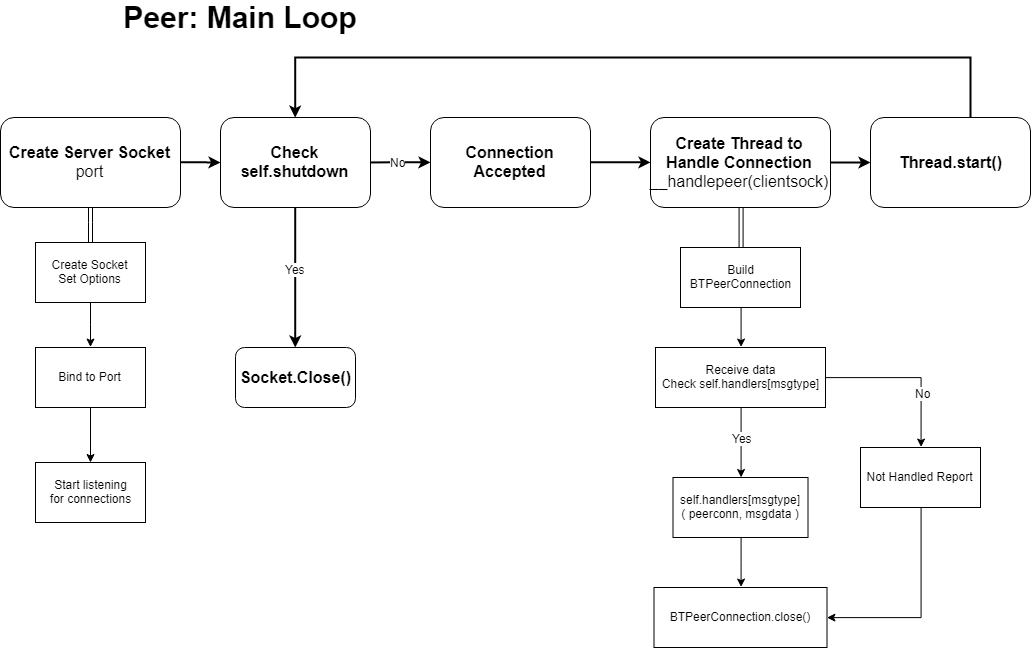 Peer: Main Loop
Create Server Socket
port
Check
self.shutdown
No
Connection
Accepted
Create Thread to
Handle Connection
__handlepeer(clientsock)
Thread.start()
Create Socket
Set Options
Bind to Port
Start listening
for connections
Yes
Socket.Close()
Build
BTPeerConnection
Receive data
Check self.handlers[msgtype]
No
Yes
Not Handled Report
self.handlers[msgtype]
( peerconn, msgdata )
BTPeerConnection.close()